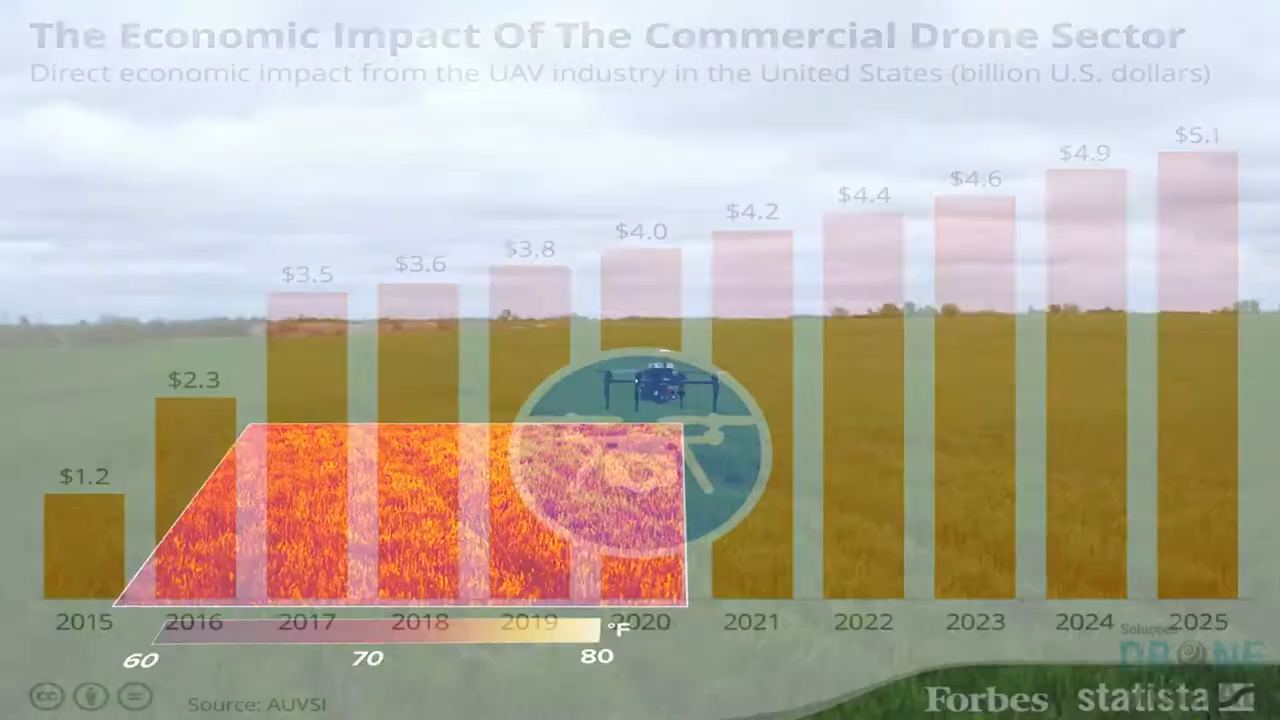 The Economic Impact Of The Commercial Drone Sector
Direct economic impact from the UAV industry in the United States (billion U.S. dollars)
$1.2
$2.3
$3.5
$3.6
$3.8
$4.0
$4.2
$4.4
$4.6
$4.9
$5.1
2015 2016 2017 2018 2019 2020 2021 2022 2023 2024 2025
°F
60 70 80
DRONE
Source: AUVSI
Forbes statista